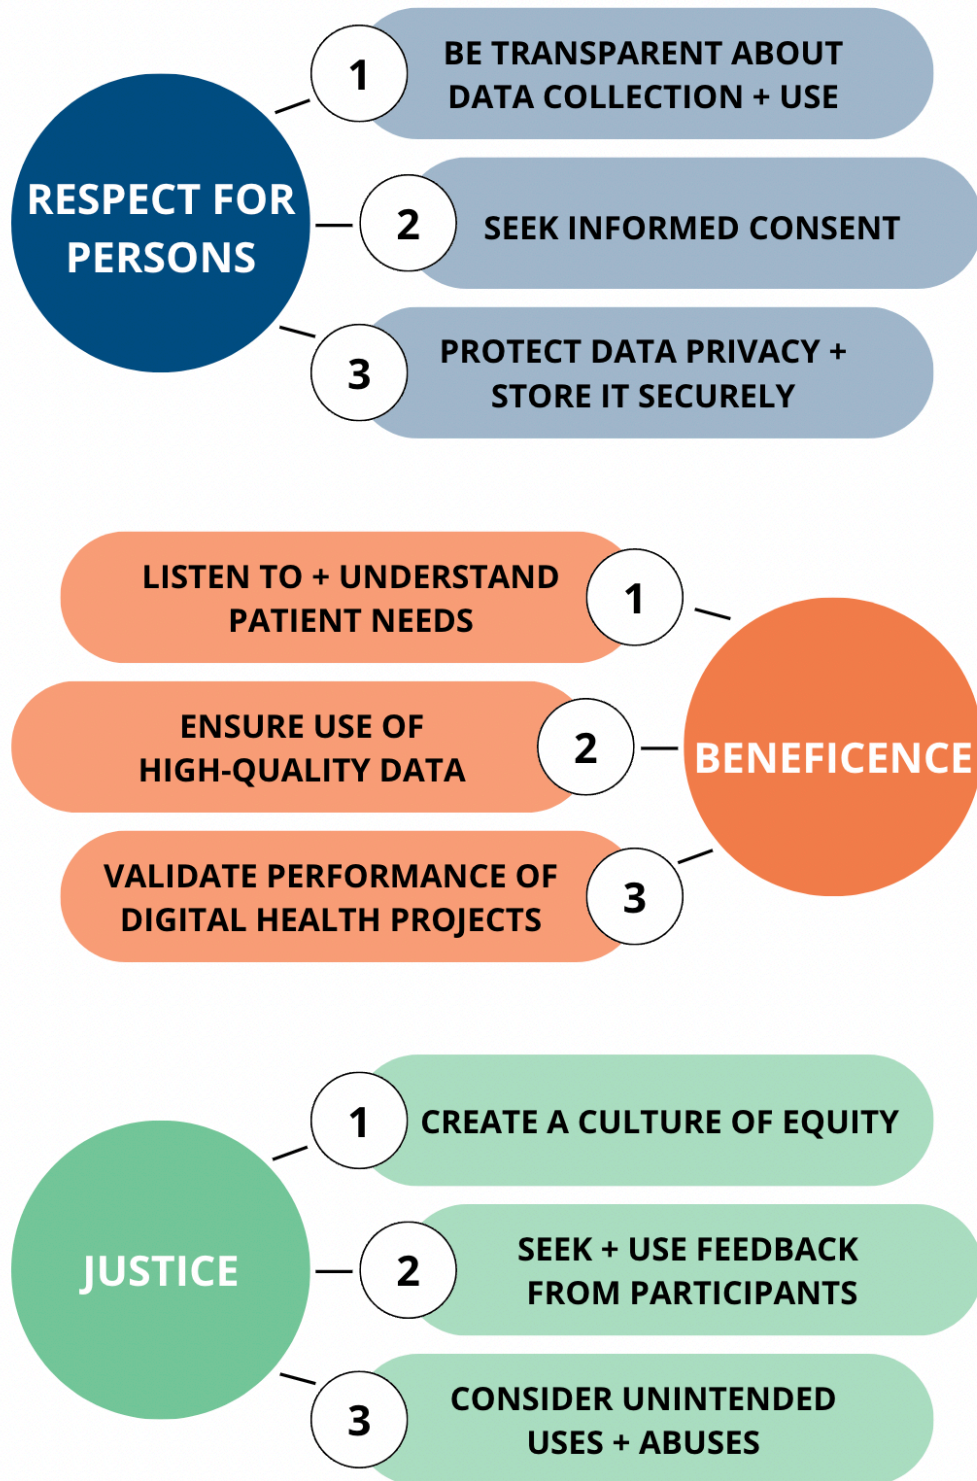 RESPECT FOR
PERSONS
1
BE TRANSPARENT ABOUT
DATA COLLECTION + USE
2
SEEK INFORMED CONSENT
3
PROTECT DATA PRIVACY +
STORE IT SECURELY
BENEFICENCE
1
LISTEN TO + UNDERSTAND
PATIENT NEEDS
2
ENSURE USE OF
HIGH-QUALITY DATA
3
VALIDATE PERFORMANCE OF
DIGITAL HEALTH PROJECTS
JUSTICE
1
CREATE A CULTURE OF EQUITY
2
SEEK + USE FEEDBACK
FROM PARTICIPANTS
3
CONSIDER UNINTENDED
USES + ABUSES